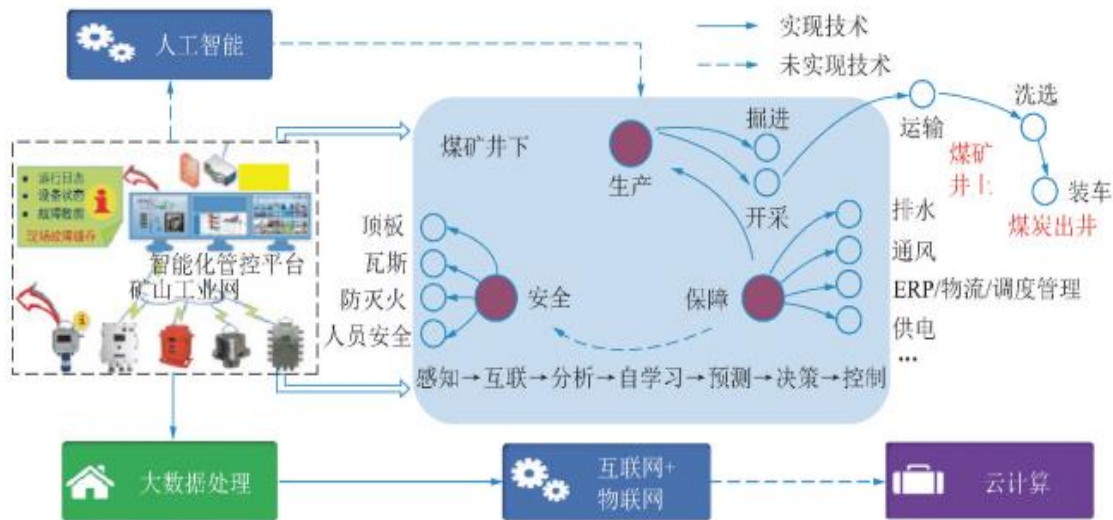 人工智能
实现技术
未实现技术
煤矿井下
掘进
生产
开采
运输
洗选
煤矿
井上
装车
煤炭出井
运行日志
设备状态
故障数据
现场故障缓存
智能化管控平台
矿山工业网
顶板
瓦斯
防灭火
人员安全
安全
保障
排水
通风
ERP/物流/调度管理
供电
...
感知→互联→分析→自学习→预测→决策→控制
大数据处理
互联网+
物联网
云计算